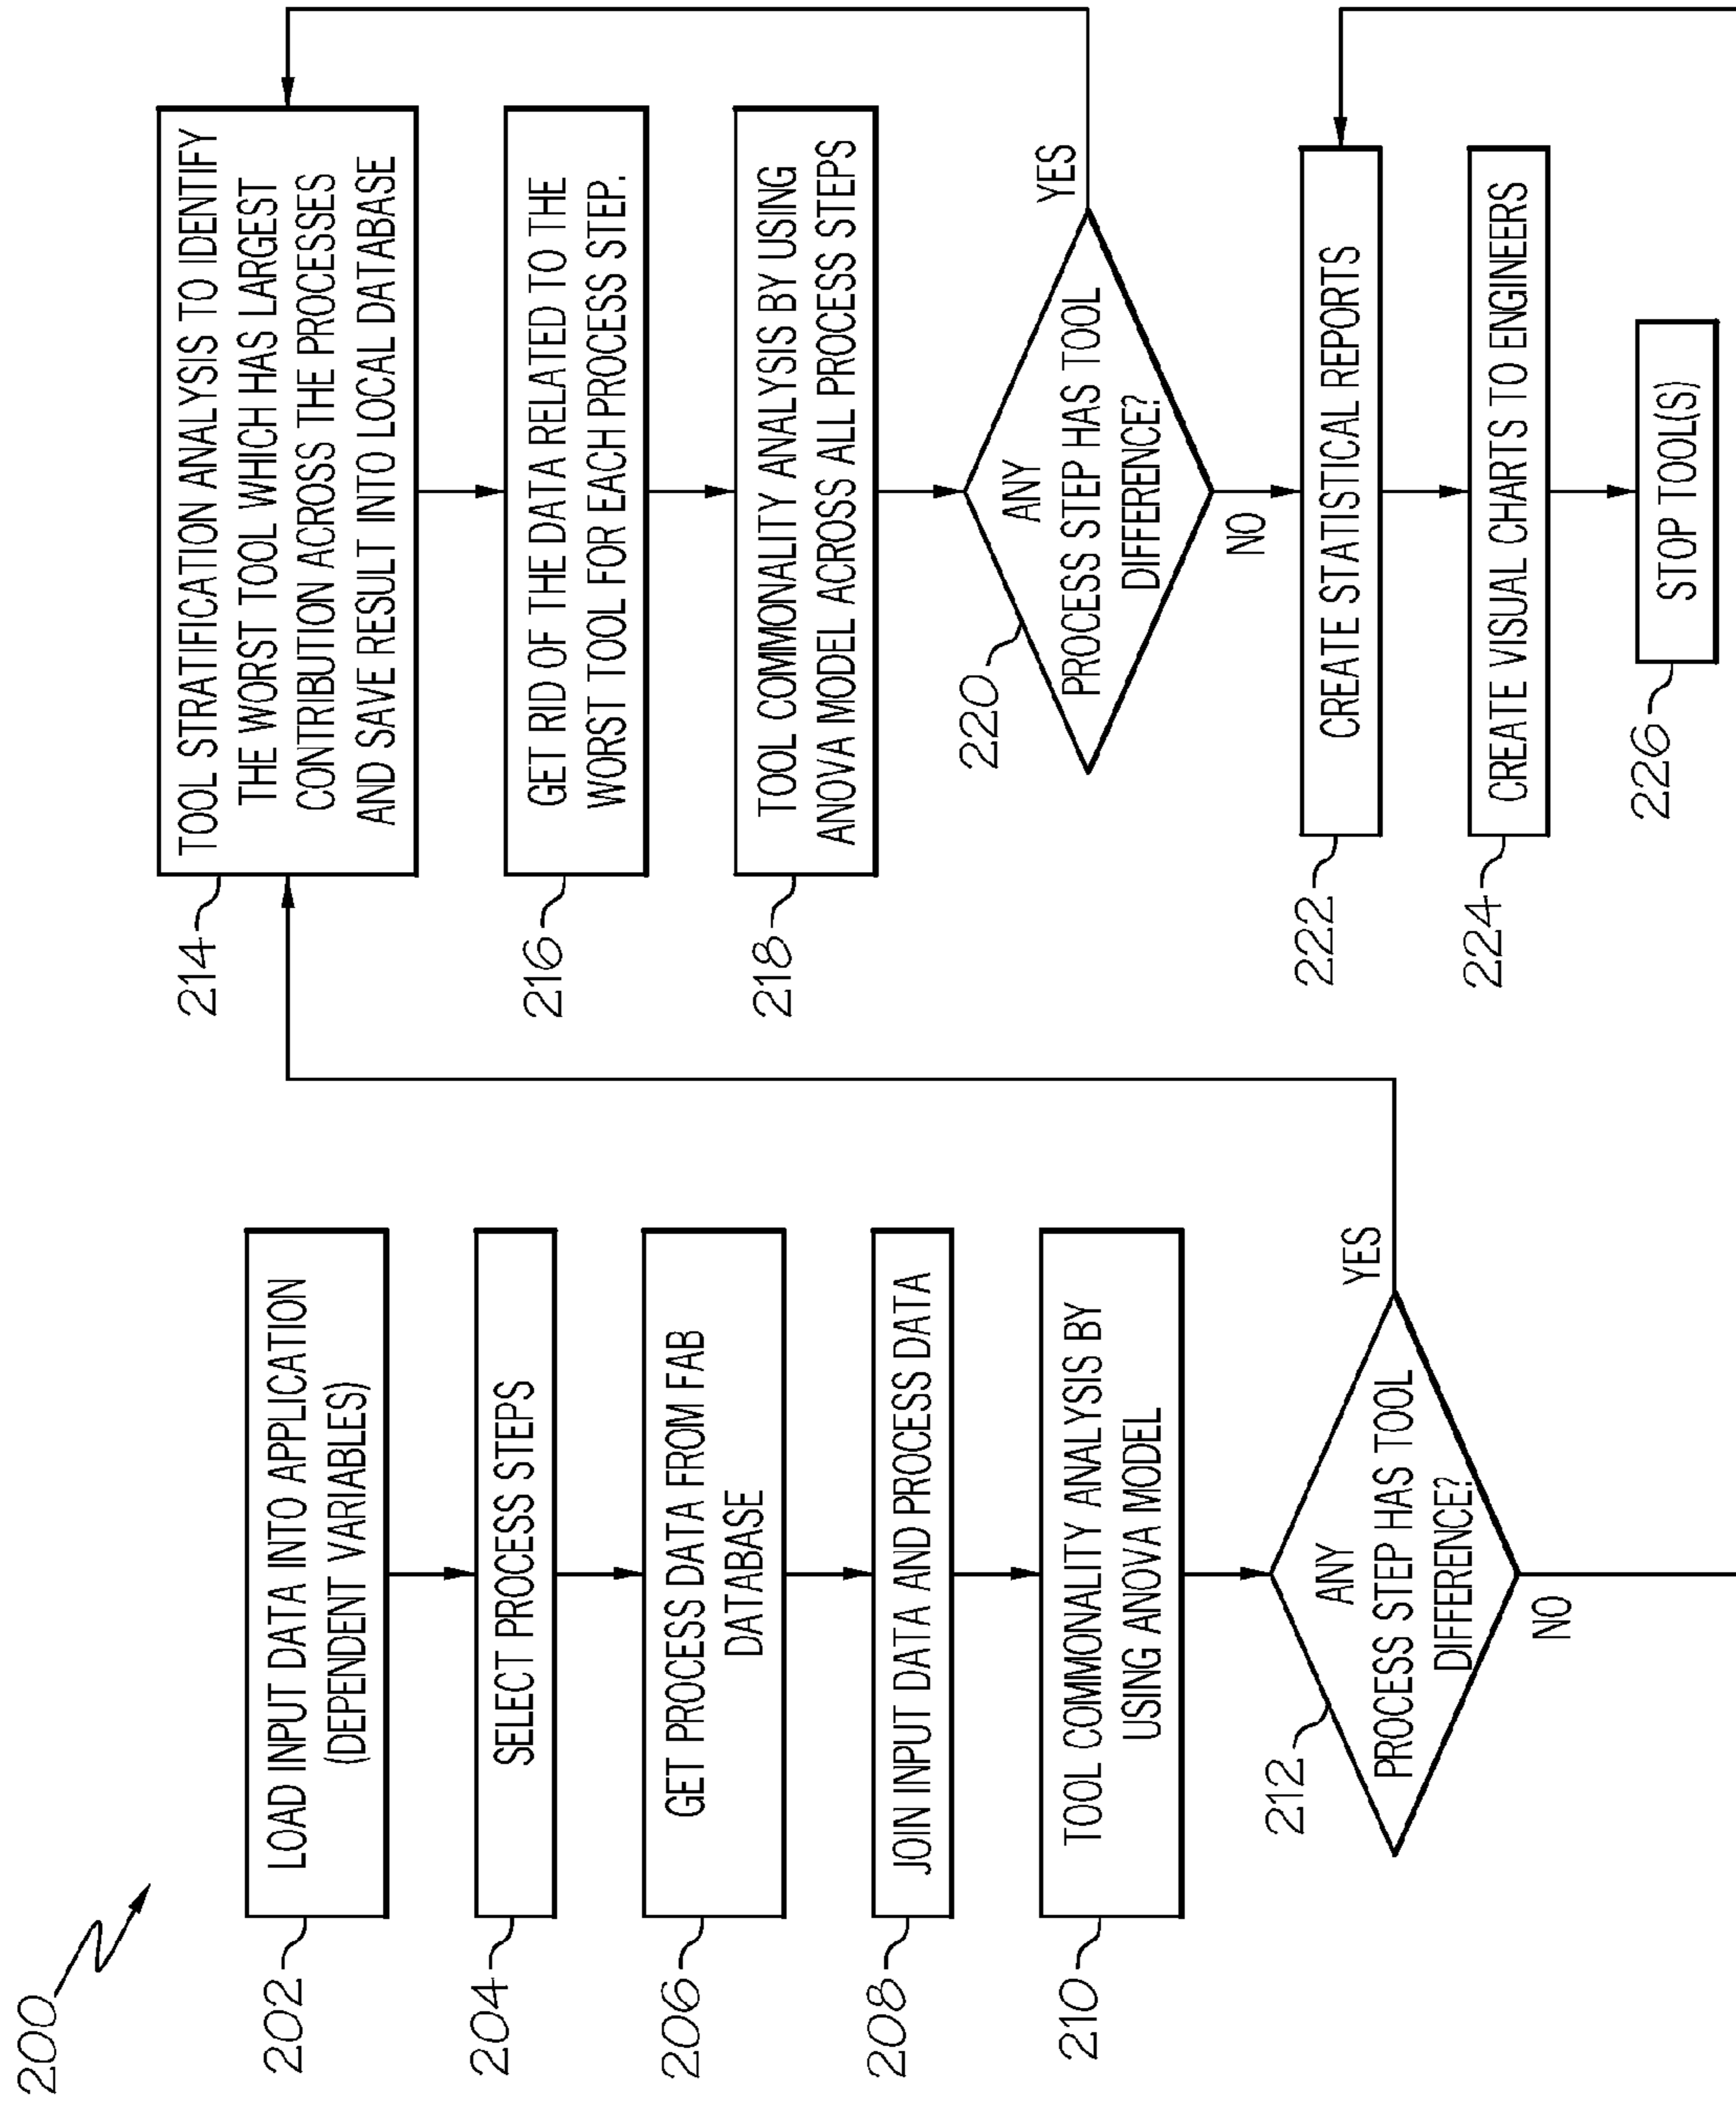 200
202
LOAD INPUT DATA INTO APPLICATION
(DEPENDENT VARIABLES)
204
SELECT PROCESS STEPS
206
GET PROCESS DATA FROM FAB
DATABASE
208
JOIN INPUT DATA AND PROCESS DATA
210
TOOL COMMONALITY ANALYSIS BY
USING ANOVA MODEL
212
ANY
PROCESS STEP HAS TOOL
DIFFERENCE?
YES
NO
214
TOOL STRATIFICATION ANALYSIS TO IDENTIFY
THE WORST TOOL WHICH HAS LARGEST
CONTRIBUTION ACROSS THE PROCESSES
AND SAVE RESULT INTO LOCAL DATABASE
216
GET RID OF THE DATA RELATED TO THE
WORST TOOL FOR EACH PROCESS STEP.
218
TOOL COMMONALITY ANALYSIS BY USING
ANOVA MODEL ACROSS ALL PROCESS STEPS
220
ANY
PROCESS STEP HAS TOOL
DIFFERENCE?
YES
NO
222
CREATE STATISTICAL REPORTS
224
CREATE VISUAL CHARTS TO ENGINEERS
226
STOP TOOL(S)